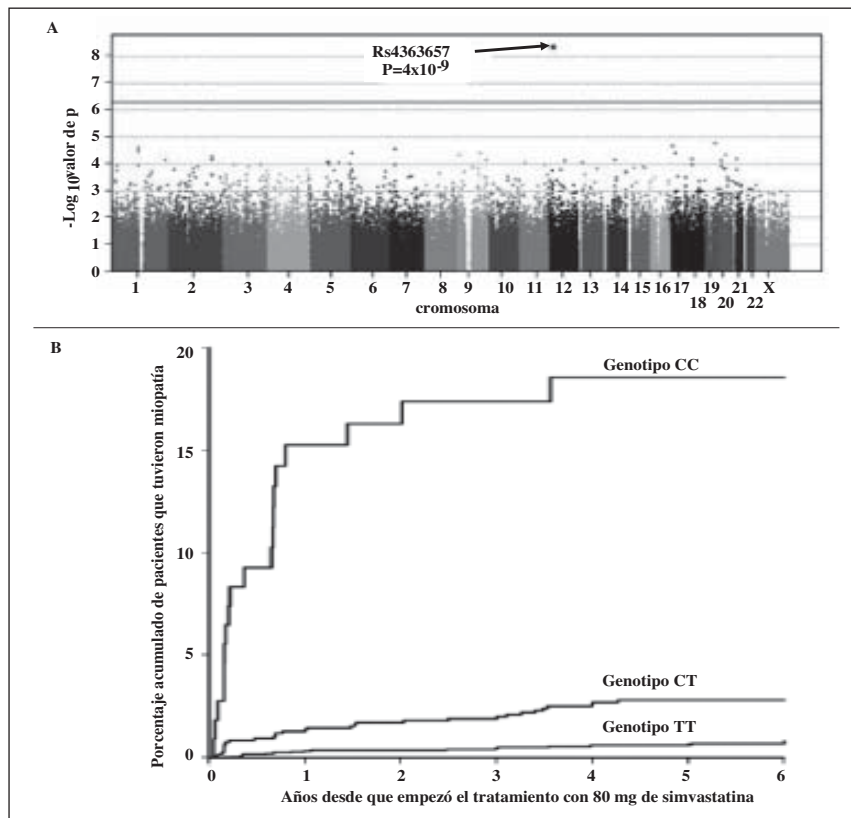 A
Rs4363657
P=4x10-9
-Log10valor de p
8
7
6
5
4
3
2
1
0
1 2 3 4 5 6 7 8 9 10 11 12 13 14 15 16 17 18 19 20 21 22 X
cromosoma
B
Porcentaje acumulado de pacientes que tuvieron miopatía
20
15
10
5
0
Genotipo CC
Genotipo CT
Genotipo TT
0 1 2 3 4 5 6
Años desde que empezó el tratamiento con 80 mg de simvastatina